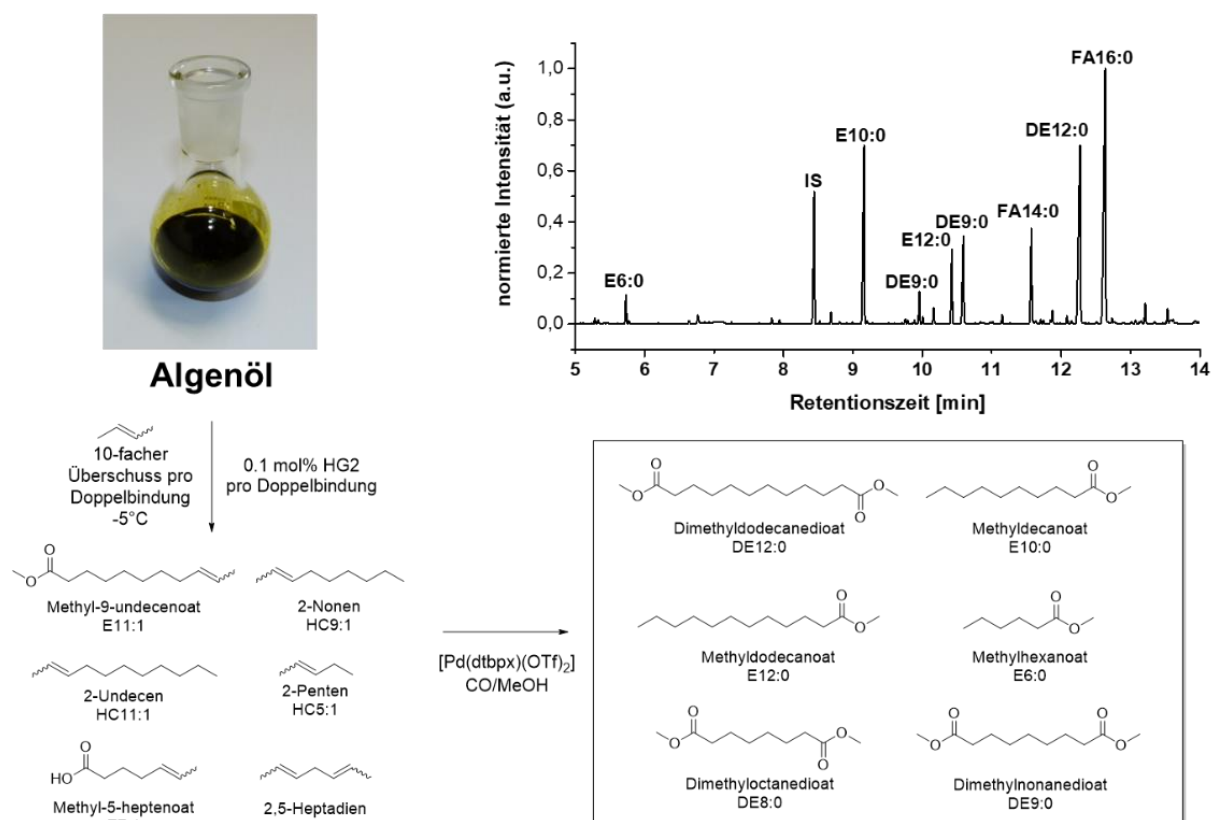 normierte Intensität (a.u.)
1,0
0,8
0,6
0,4
0,2
0,0
E6:0
IS
E10:0
DE9:0
E12:0
DE9:0
FA14:0
DE12:0
FA16:0
5 6 7 8 9 10 11 12 13 14
Retentionszeit [min]
Algenöl
10-facher
Überschuss pro
Doppelbindung
-5°C
0.1 mol% HG2
pro Doppelbindung
O
O
Methyl-9-undecenoat
E11:1
2-Nonen
HC9:1
2-Undecen
HC11:1
2-Penten
HC5:1
O
HO
Methyl-5-heptenoat
2,5-Heptadien
[Pd(dtbpx)(OTf)2]
CO/MeOH
O
O
O
O
Dimethyldodecanedioat
DE12:0
O
O
Methyldecanoat
E10:0
O
O
Methyldodecanoat
E12:0
O
O
Methylhexanoat
E6:0
O
O
O
O
Dimethyloctanedioat
DE8:0
O
O
O
O
Dimethylnonanedioat
DE9:0